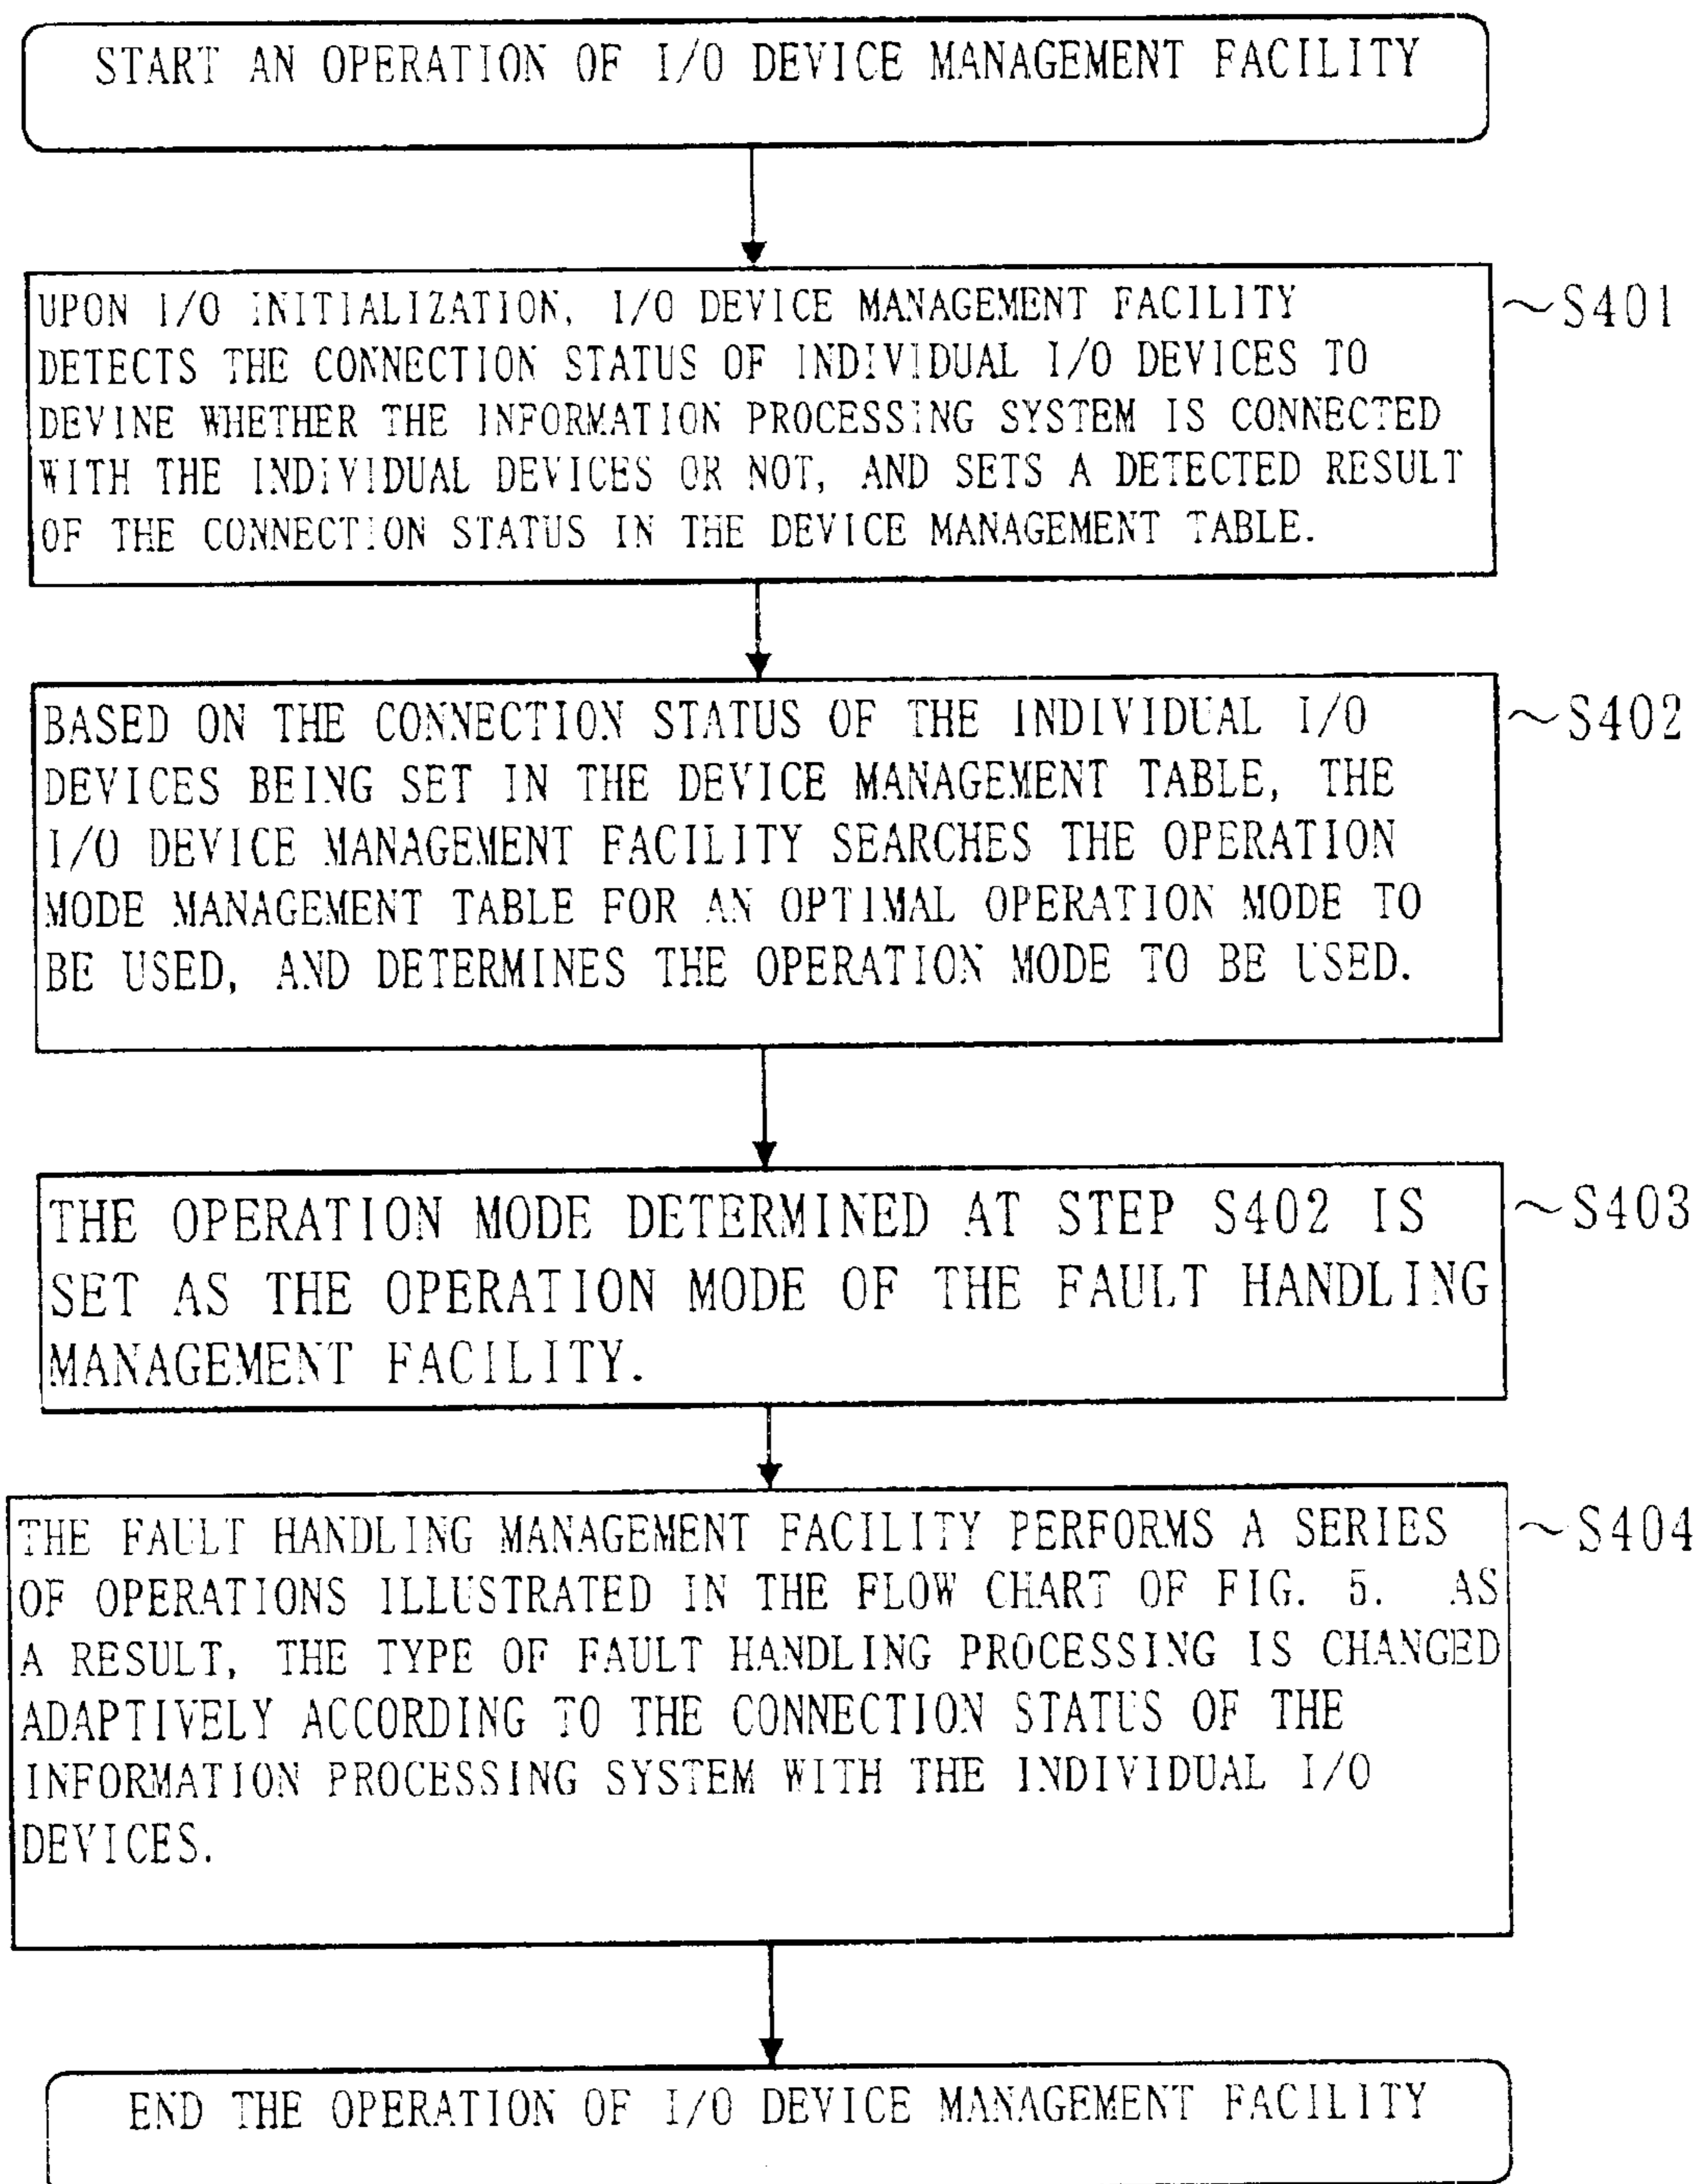 START AN OPERATION OF I/O DEVICE MANAGEMENT FACILITY
UPON I/O INITIALIZATION, I/O DEVICE MANAGEMENT FACILITY
DETECTS THE CONNECTION STATUS OF INDIVIDUAL I/O DEVICES TO
DEVINE WHETHER THE INFORMATION PROCESSING SYSTEM IS CONNECTED
WITH THE INDIVIDUAL DEVICES OR NOT, AND SETS A DETECTED RESULT
OF THE CONNECTION STATUS IN THE DEVICE MANAGEMENT TABLE.
~S401
BASED ON THE CONNECTION STATUS OF THE INDIVIDUAL I/O
DEVICES BEING SET IN THE DEVICE MANAGEMENT TABLE, THE
I/O DEVICE MANAGEMENT FACILITY SEARCHES THE OPERATION
MODE MANAGEMENT TABLE FOR AN OPTIMAL OPERATION MODE TO
BE USED, AND DETERMINES THE OPERATION MODE TO BE USED.
~S402
THE OPERATION MODE DETERMINED AT STEP S402 IS
SET AS THE OPERATION MODE OF THE FAULT HANDLING
MANAGEMENT FACILITY.
~S403
THE FAULT HANDLING MANAGEMENT FACILITY PERFORMS A SERIES
OF OPERATIONS ILLUSTRATED IN THE FLOW CHART OF FIG. 5. AS
A RESULT, THE TYPE OF FAULT HANDLING PROCESSING IS CHANGED
ADAPTIVELY ACCORDING TO THE CONNECTION STATUS OF THE
INFORMATION PROCESSING SYSTEM WITH THE INDIVIDUAL I/O
DEVICES.
~S404
END THE OPERATION OF I/O DEVICE MANAGEMENT FACILITY